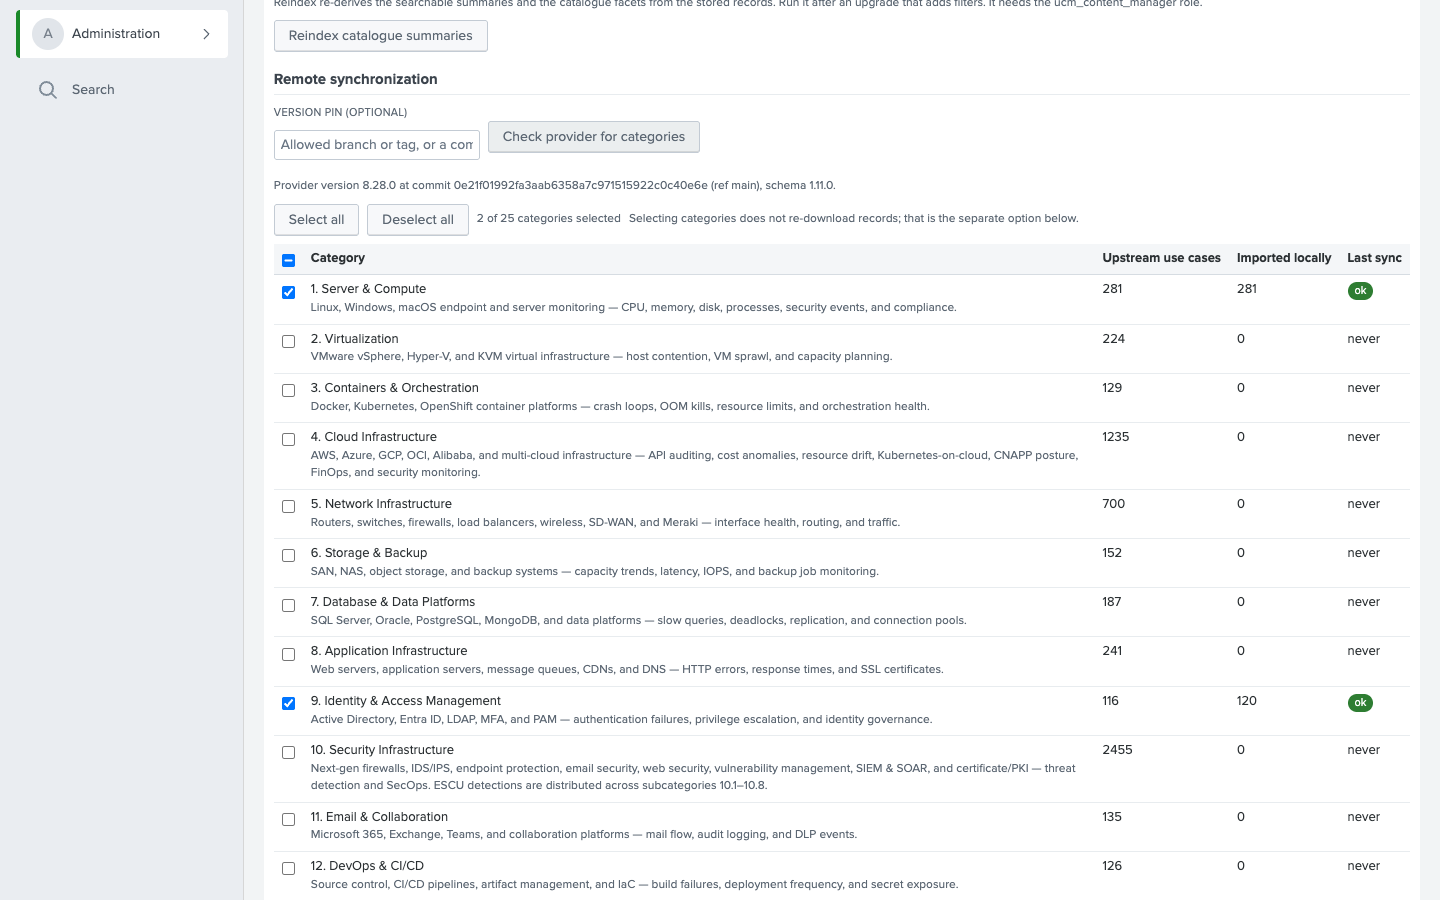 Reindex re-derives the searchable summaries and the catalogue facets from the stored records. Run it after an upgrade that adds filters. It needs the ucm_content_manager role.
A Administration
Reindex catalogue summaries
Search
Remote synchronization
VERSION PIN (OPTIONAL)
Allowed branch or tag, or a com
Check provider for categories
Provider version 8.28.0 at commit 0e21f01992fa3aab6358a7c971515922c0c40e6e (ref main), schema 1.11.0.
Select all Deselect all 2 of 25 categories selected Selecting categories does not re-download records; that is the separate option below.
Category Upstream use cases Imported locally Last sync
1. Server & Compute 281 281 ok
Linux, Windows, macOS endpoint and server monitoring — CPU, memory, disk, processes, security events, and compliance.
2. Virtualization 224 0 never
VMware vSphere, Hyper-V, and KVM virtual infrastructure — host contention, VM sprawl, and capacity planning.
3. Containers & Orchestration 129 0 never
Docker, Kubernetes, OpenShift container platforms — crash loops, OOM kills, resource limits, and orchestration health.
4. Cloud Infrastructure 1235 0 never
AWS, Azure, GCP, OCI, Alibaba, and multi-cloud infrastructure — API auditing, cost anomalies, resource drift, Kubernetes-on-cloud, CNAPP posture,
FinOps, and security monitoring.
5. Network Infrastructure 700 0 never
Routers, switches, firewalls, load balancers, wireless, SD-WAN, and Meraki — interface health, routing, and traffic.
6. Storage & Backup 152 0 never
SAN, NAS, object storage, and backup systems — capacity trends, latency, IOPS, and backup job monitoring.
7. Database & Data Platforms 187 0 never
SQL Server, Oracle, PostgreSQL, MongoDB, and data platforms — slow queries, deadlocks, replication, and connection pools.
8. Application Infrastructure 241 0 never
Web servers, application servers, message queues, CDNs, and DNS — HTTP errors, response times, and SSL certificates.
9. Identity & Access Management 116 120 ok
Active Directory, Entra ID, LDAP, MFA, and PAM — authentication failures, privilege escalation, and identity governance.
10. Security Infrastructure 2455 0 never
Next-gen firewalls, IDS/IPS, endpoint protection, email security, web security, vulnerability management, SIEM & SOAR, and certificate/PKI — threat
detection and SecOps. ESCU detections are distributed across subcategories 10.1–10.8.
11. Email & Collaboration 135 0 never
Microsoft 365, Exchange, Teams, and collaboration platforms — mail flow, audit logging, and DLP events.
12. DevOps & CI/CD 126 0 never
Source control, CI/CD pipelines, artifact management, and IaC — build failures, deployment frequency, and secret exposure.